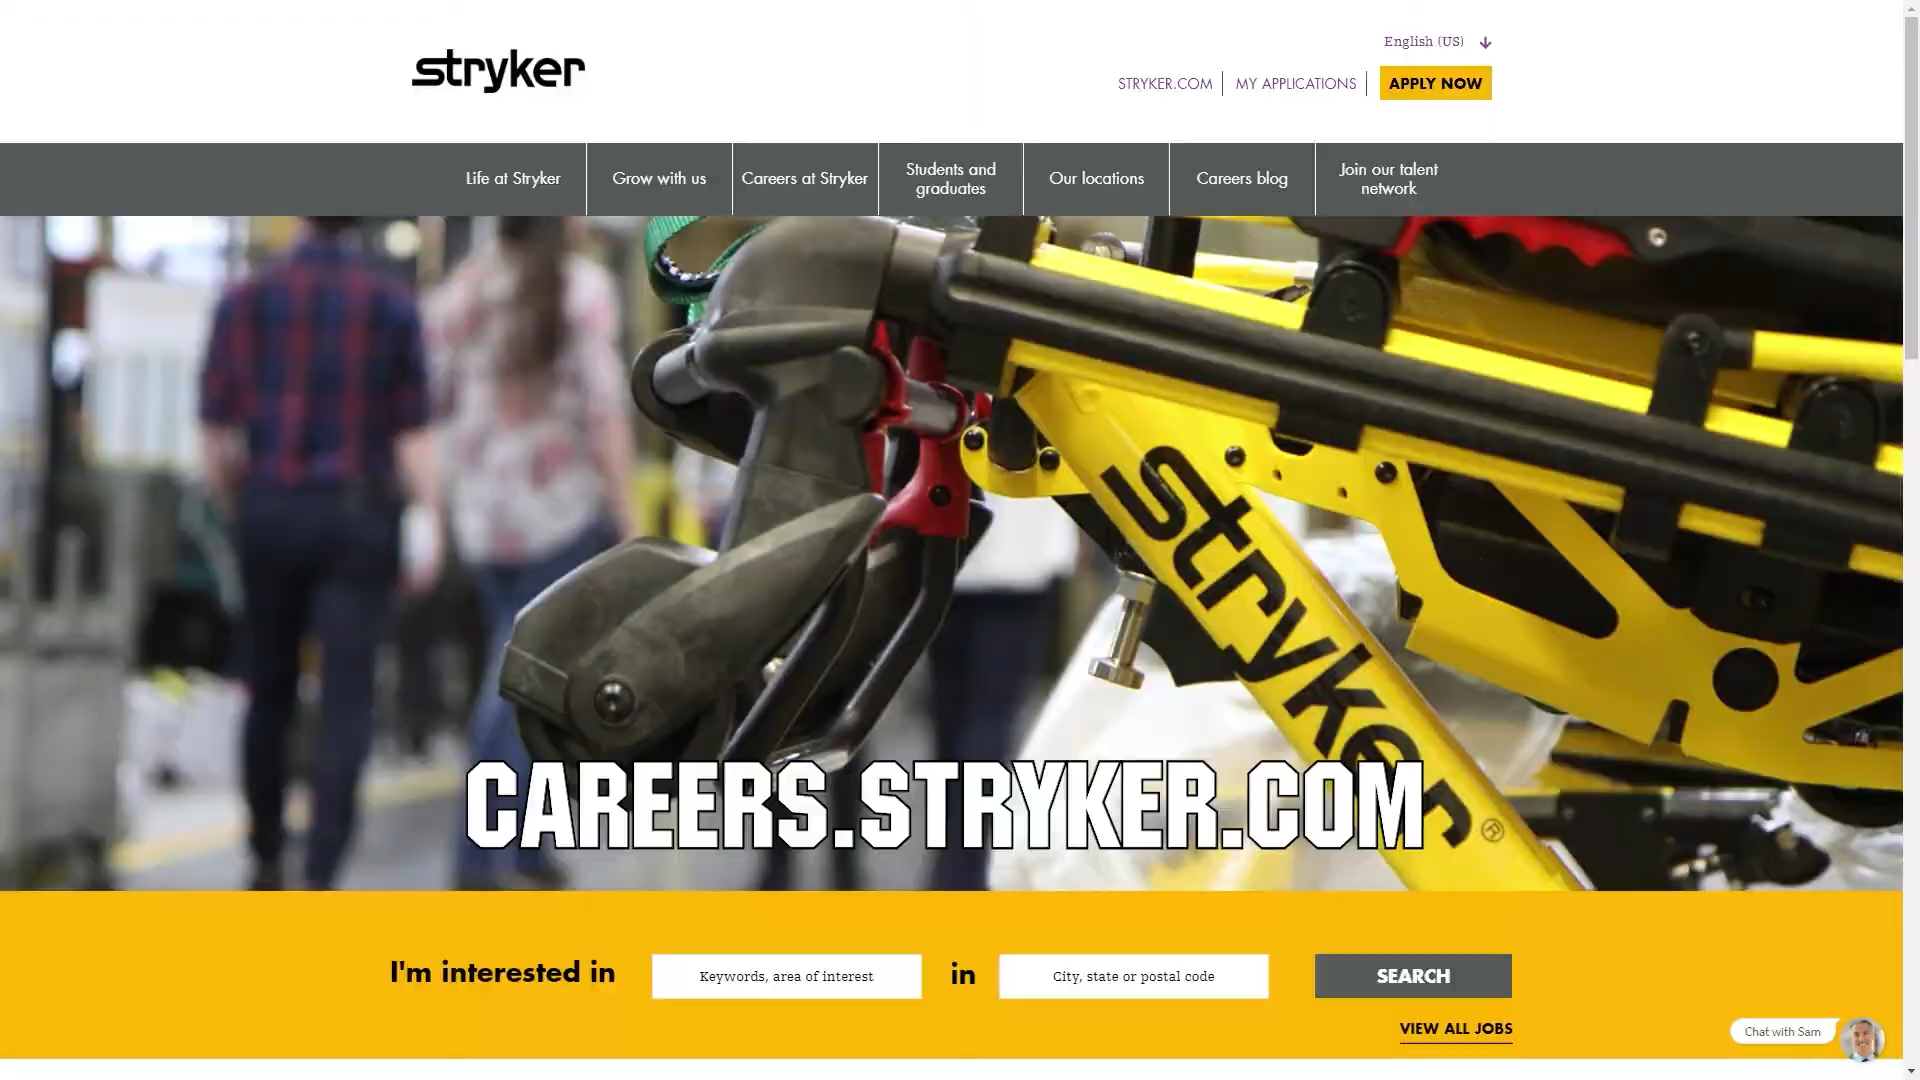 stryker
English (US)
STRYKER.COM
MY APPLICATIONS
APPLY NOW
Life at Stryker
Grow with us
Careers at Stryker
Students and
graduates
Our locations
Careers blog
Join our talent
network
stryker®
CAREERS.STRYKER.COM
I'm interested in
Keywords, area of interest
in
City, state or postal code
SEARCH
VIEW ALL JOBS
Chat with Sam